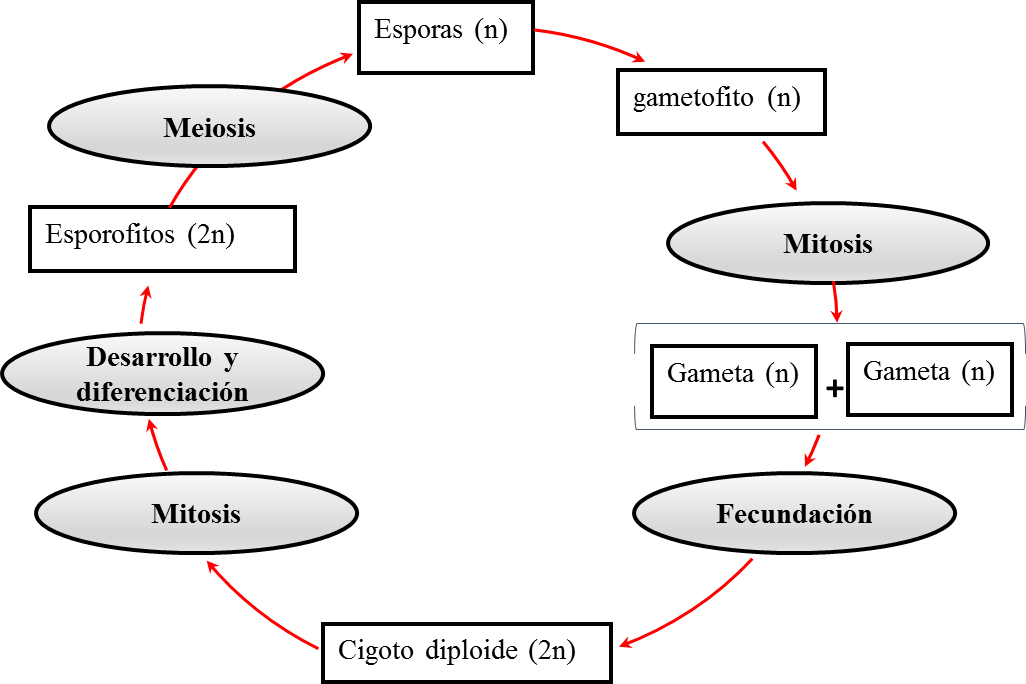 Esporas (n)
gametofito (n)
Meiosis
Esporofitos (2n)
Mitosis
Desarrollo y
diferenciación
Gameta (n)
+
Gameta (n)
Mitosis
Fecundación
Cigoto diploide (2n)